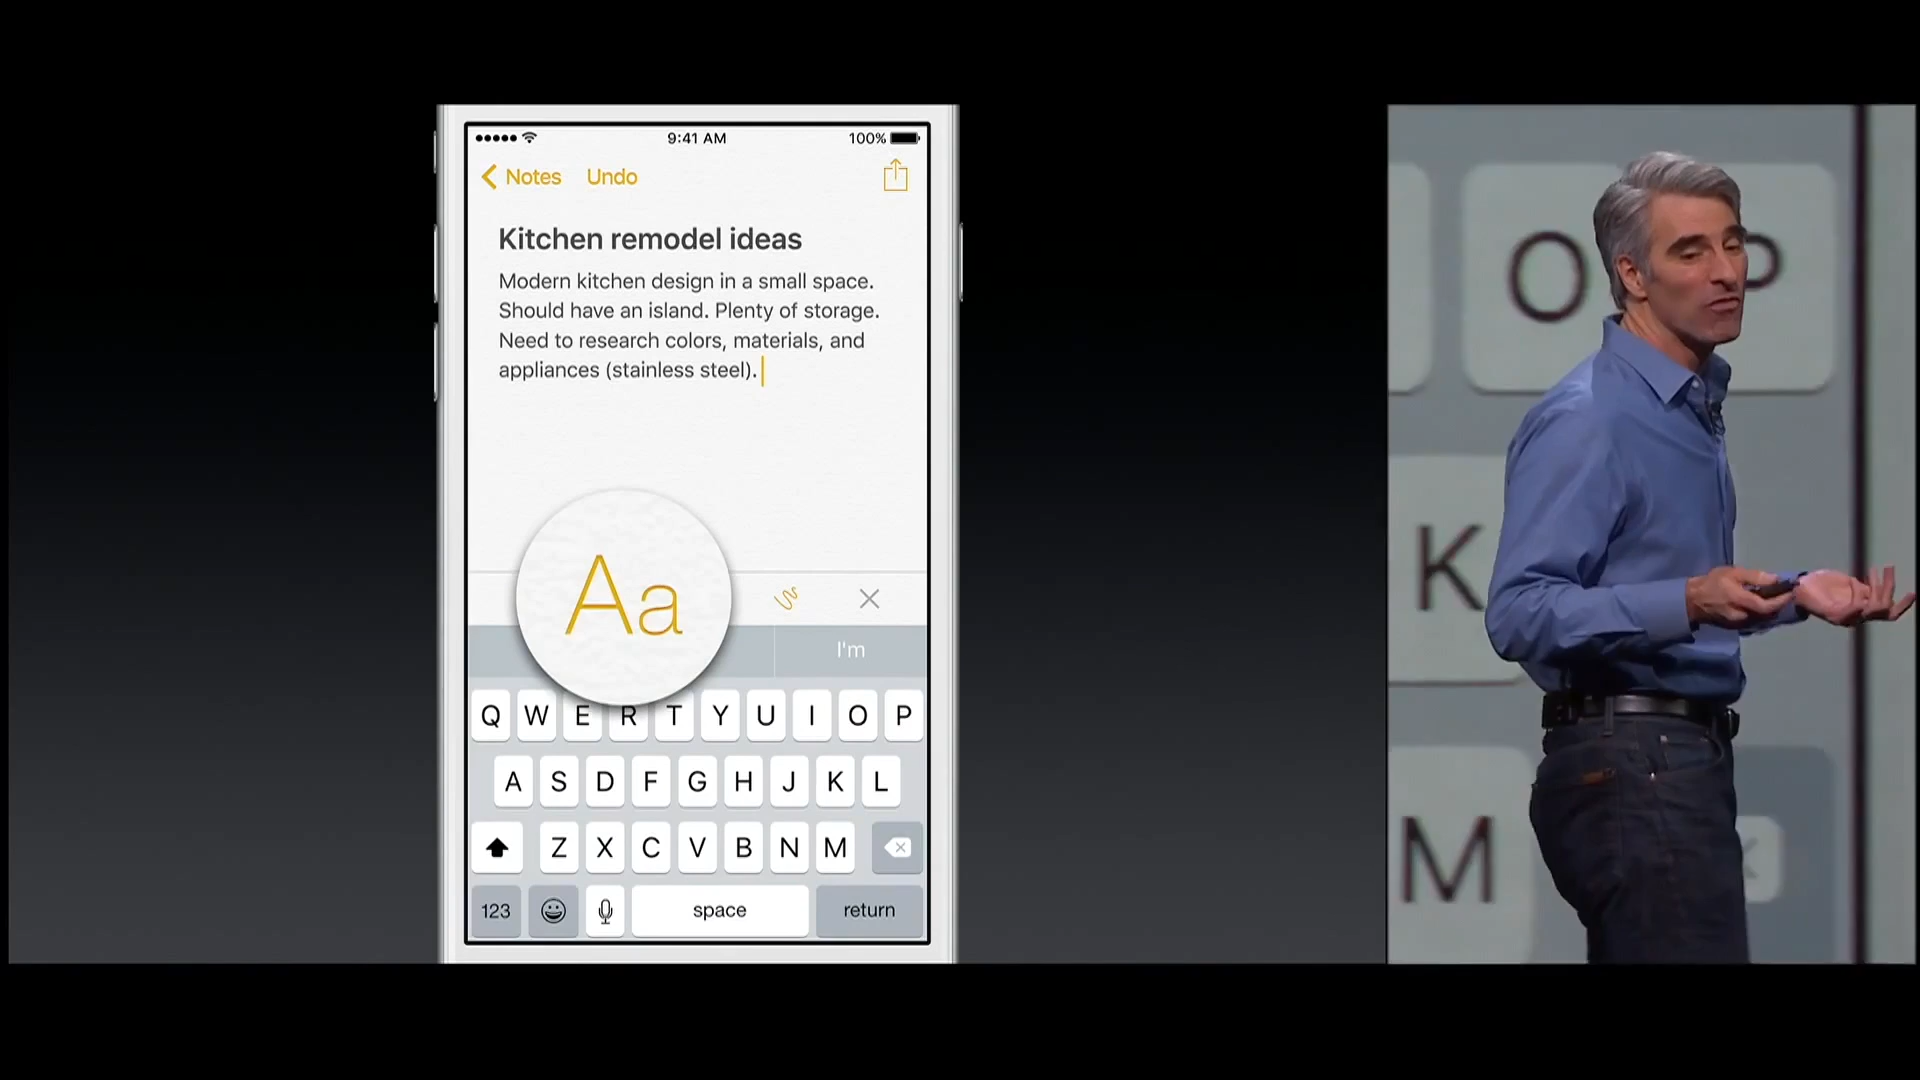 9:41 AM
100%
Notes Undo
Kitchen remodel ideas
Modern kitchen design in a small space.
Should have an island. Plenty of storage.
Need to research colors, materials, and
appliances (stainless steel).
Aa
I'm
Q W E R T Y U I O P
A S D F G H J K L
Z X C V B N M
123 space return
O P
K
M